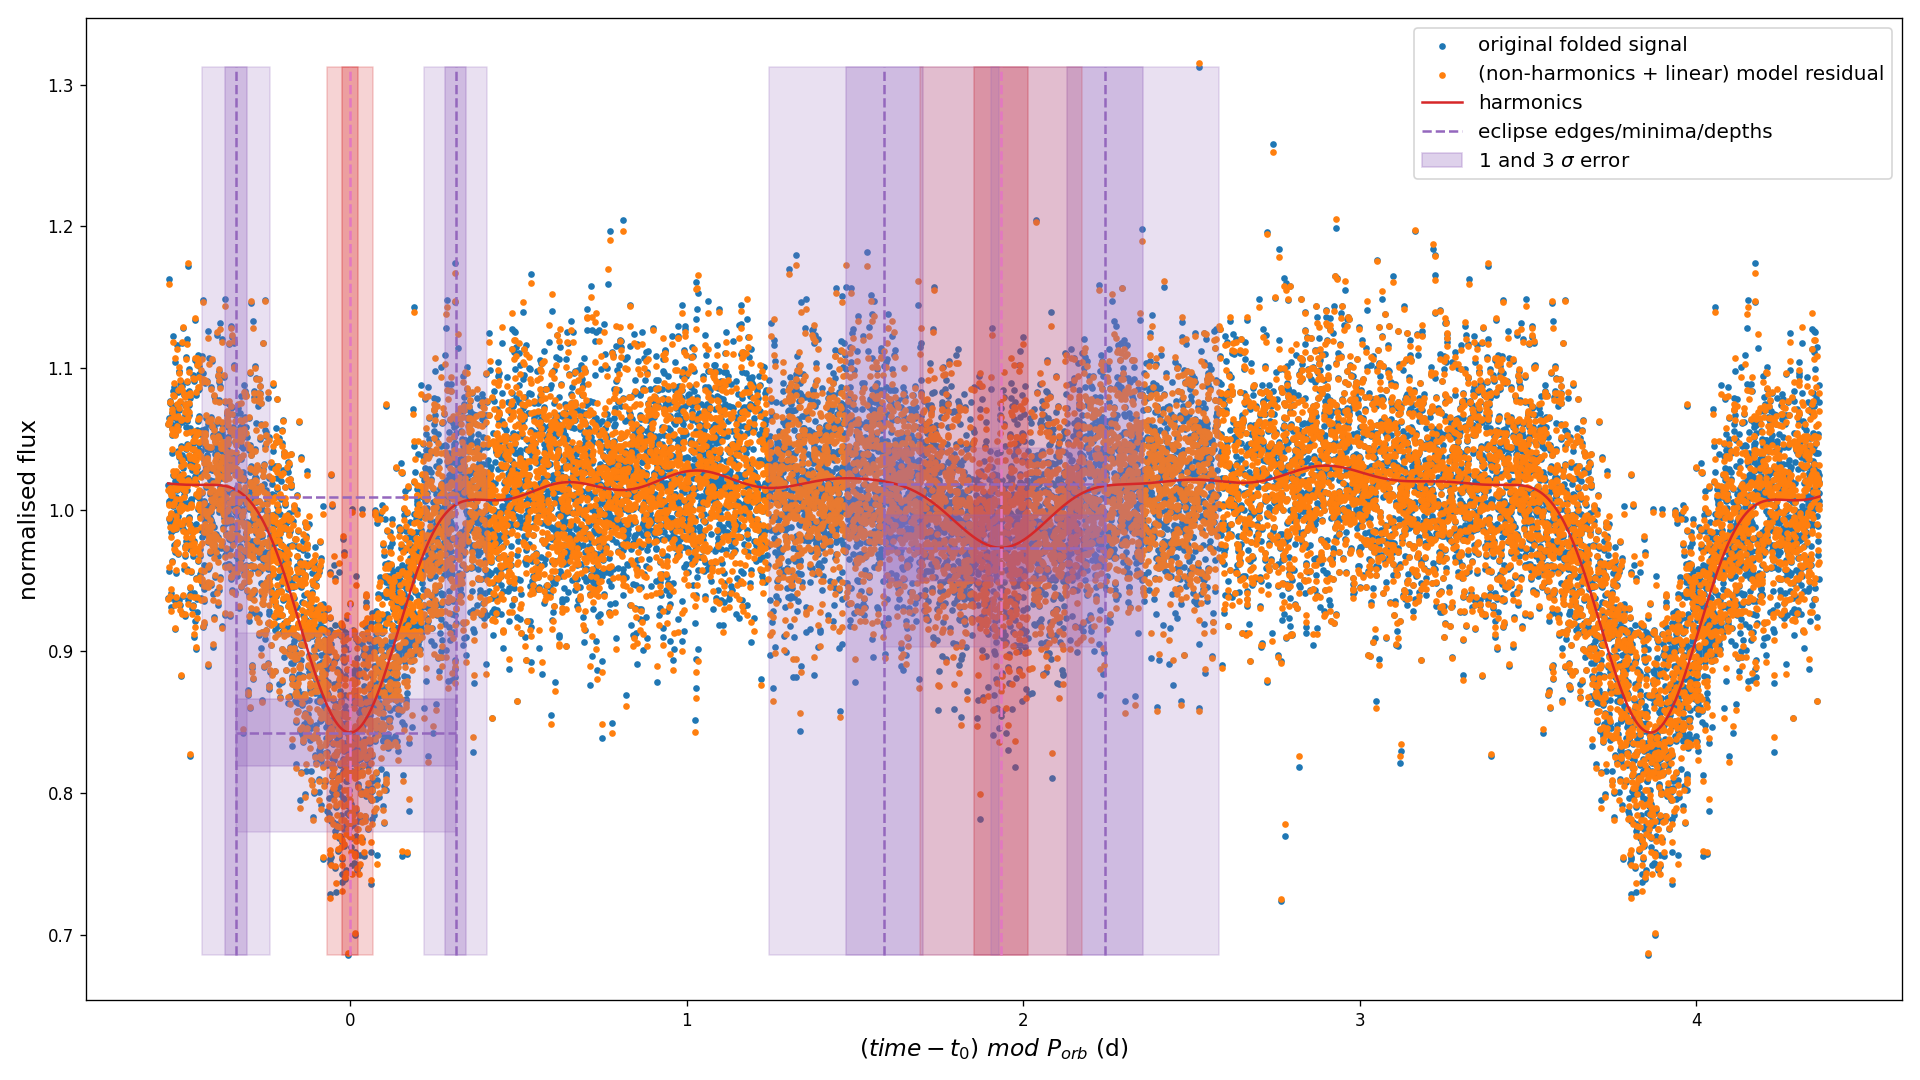 original folded signal
(non-harmonics + linear) model residual
harmonics
eclipse edges/minima/depths
1 and 3 σ error
normalised flux
1.3
1.2
1.1
1.0
0.9
0.8
0.7
0 1 2 3 4
(time − t₀) mod Pₒᵣb (d)